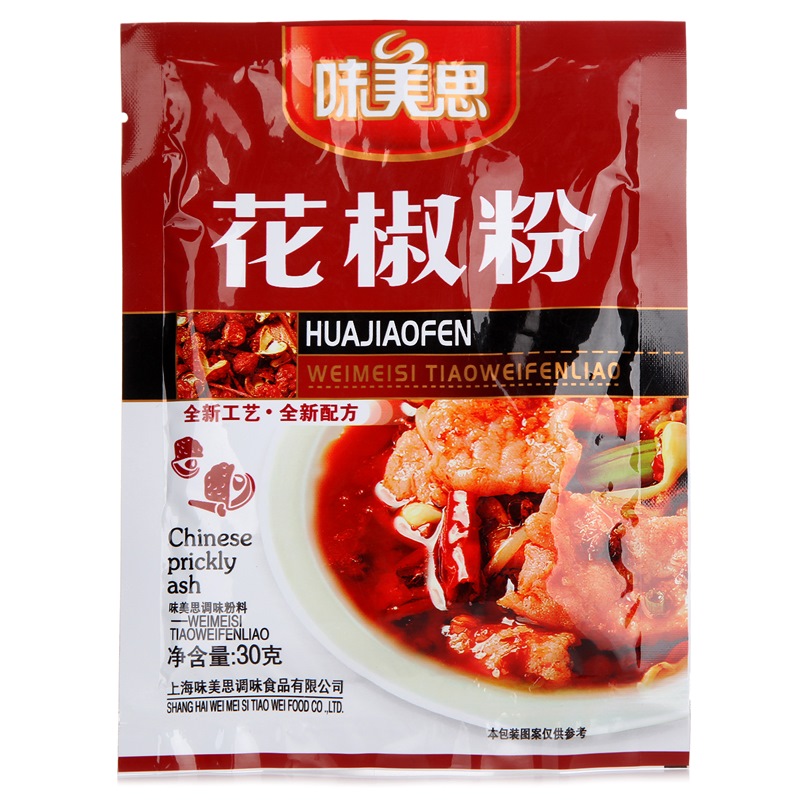 味美思
花椒粉
HUAJIAOFEN
WEIMEISI TIAOWEIFENLIAO
全新工艺·全新配方
Chinese
prickly
ash
味美思调味粉料
—WEIMEISI
TIAOWEIFENLIAO
净含量:30克
上海味美思调味食品有限公司
SHANG HAI WEI MEI SI TIAO WEI FOOD CO .,LTD.
本包装图案仅供参考